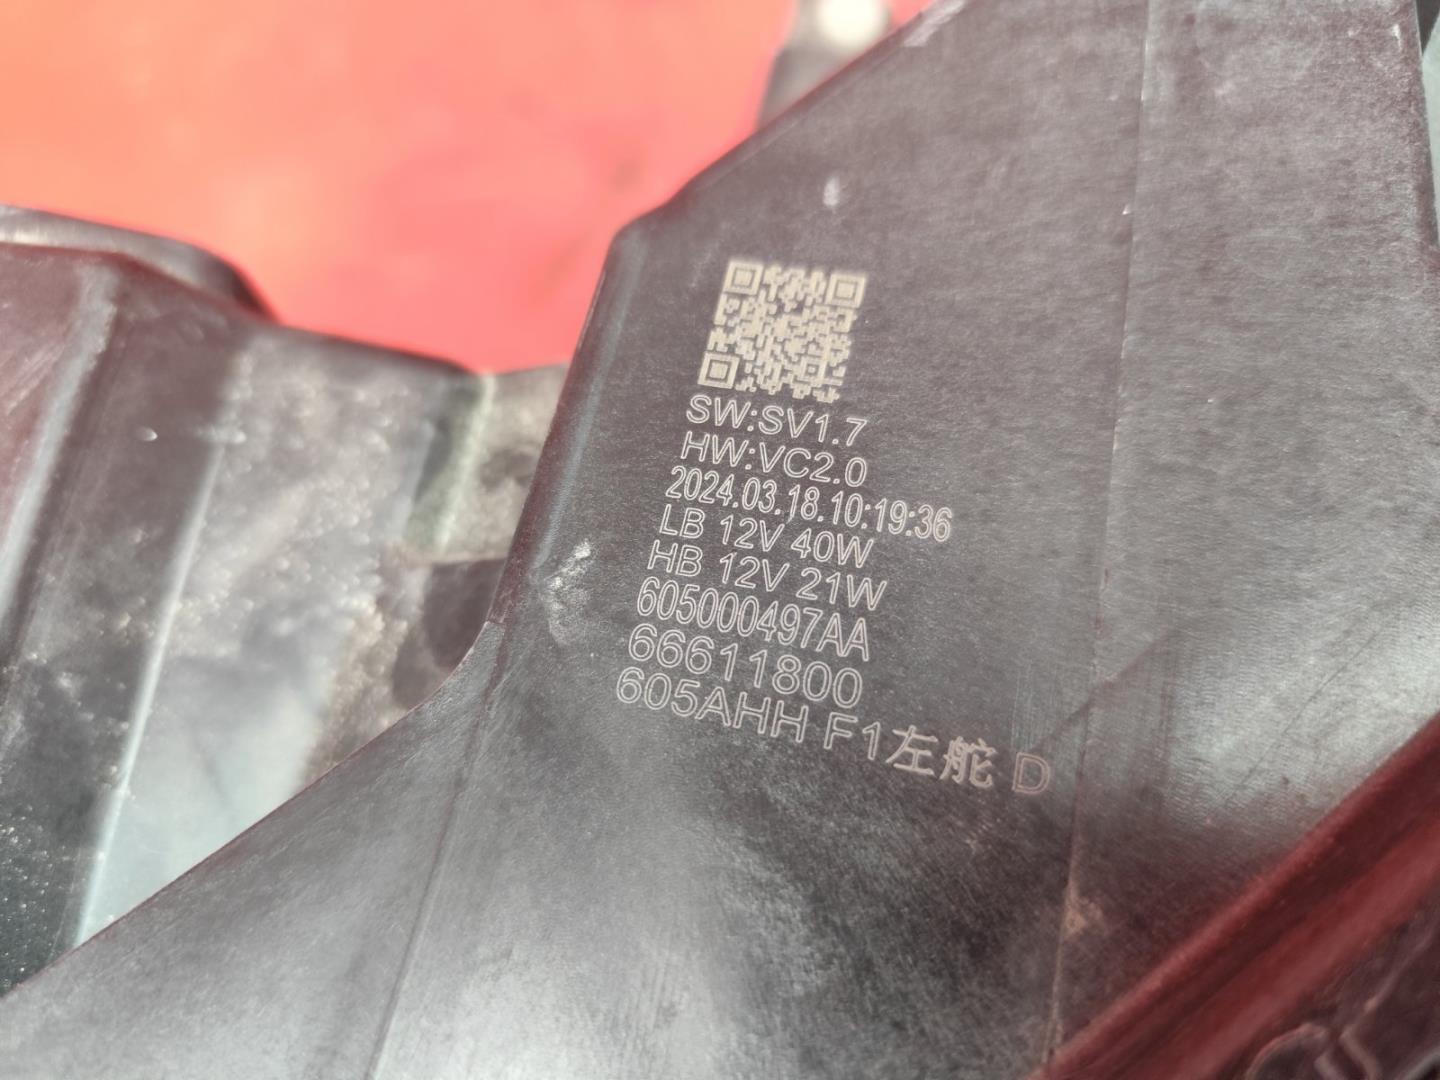 SW:SV1.7
HW:VC2.0
2024.03.18.10:19:36
LB 12V 40W
HB 12V 21W
605000497AA
66611800
605AHH F1左舵 D